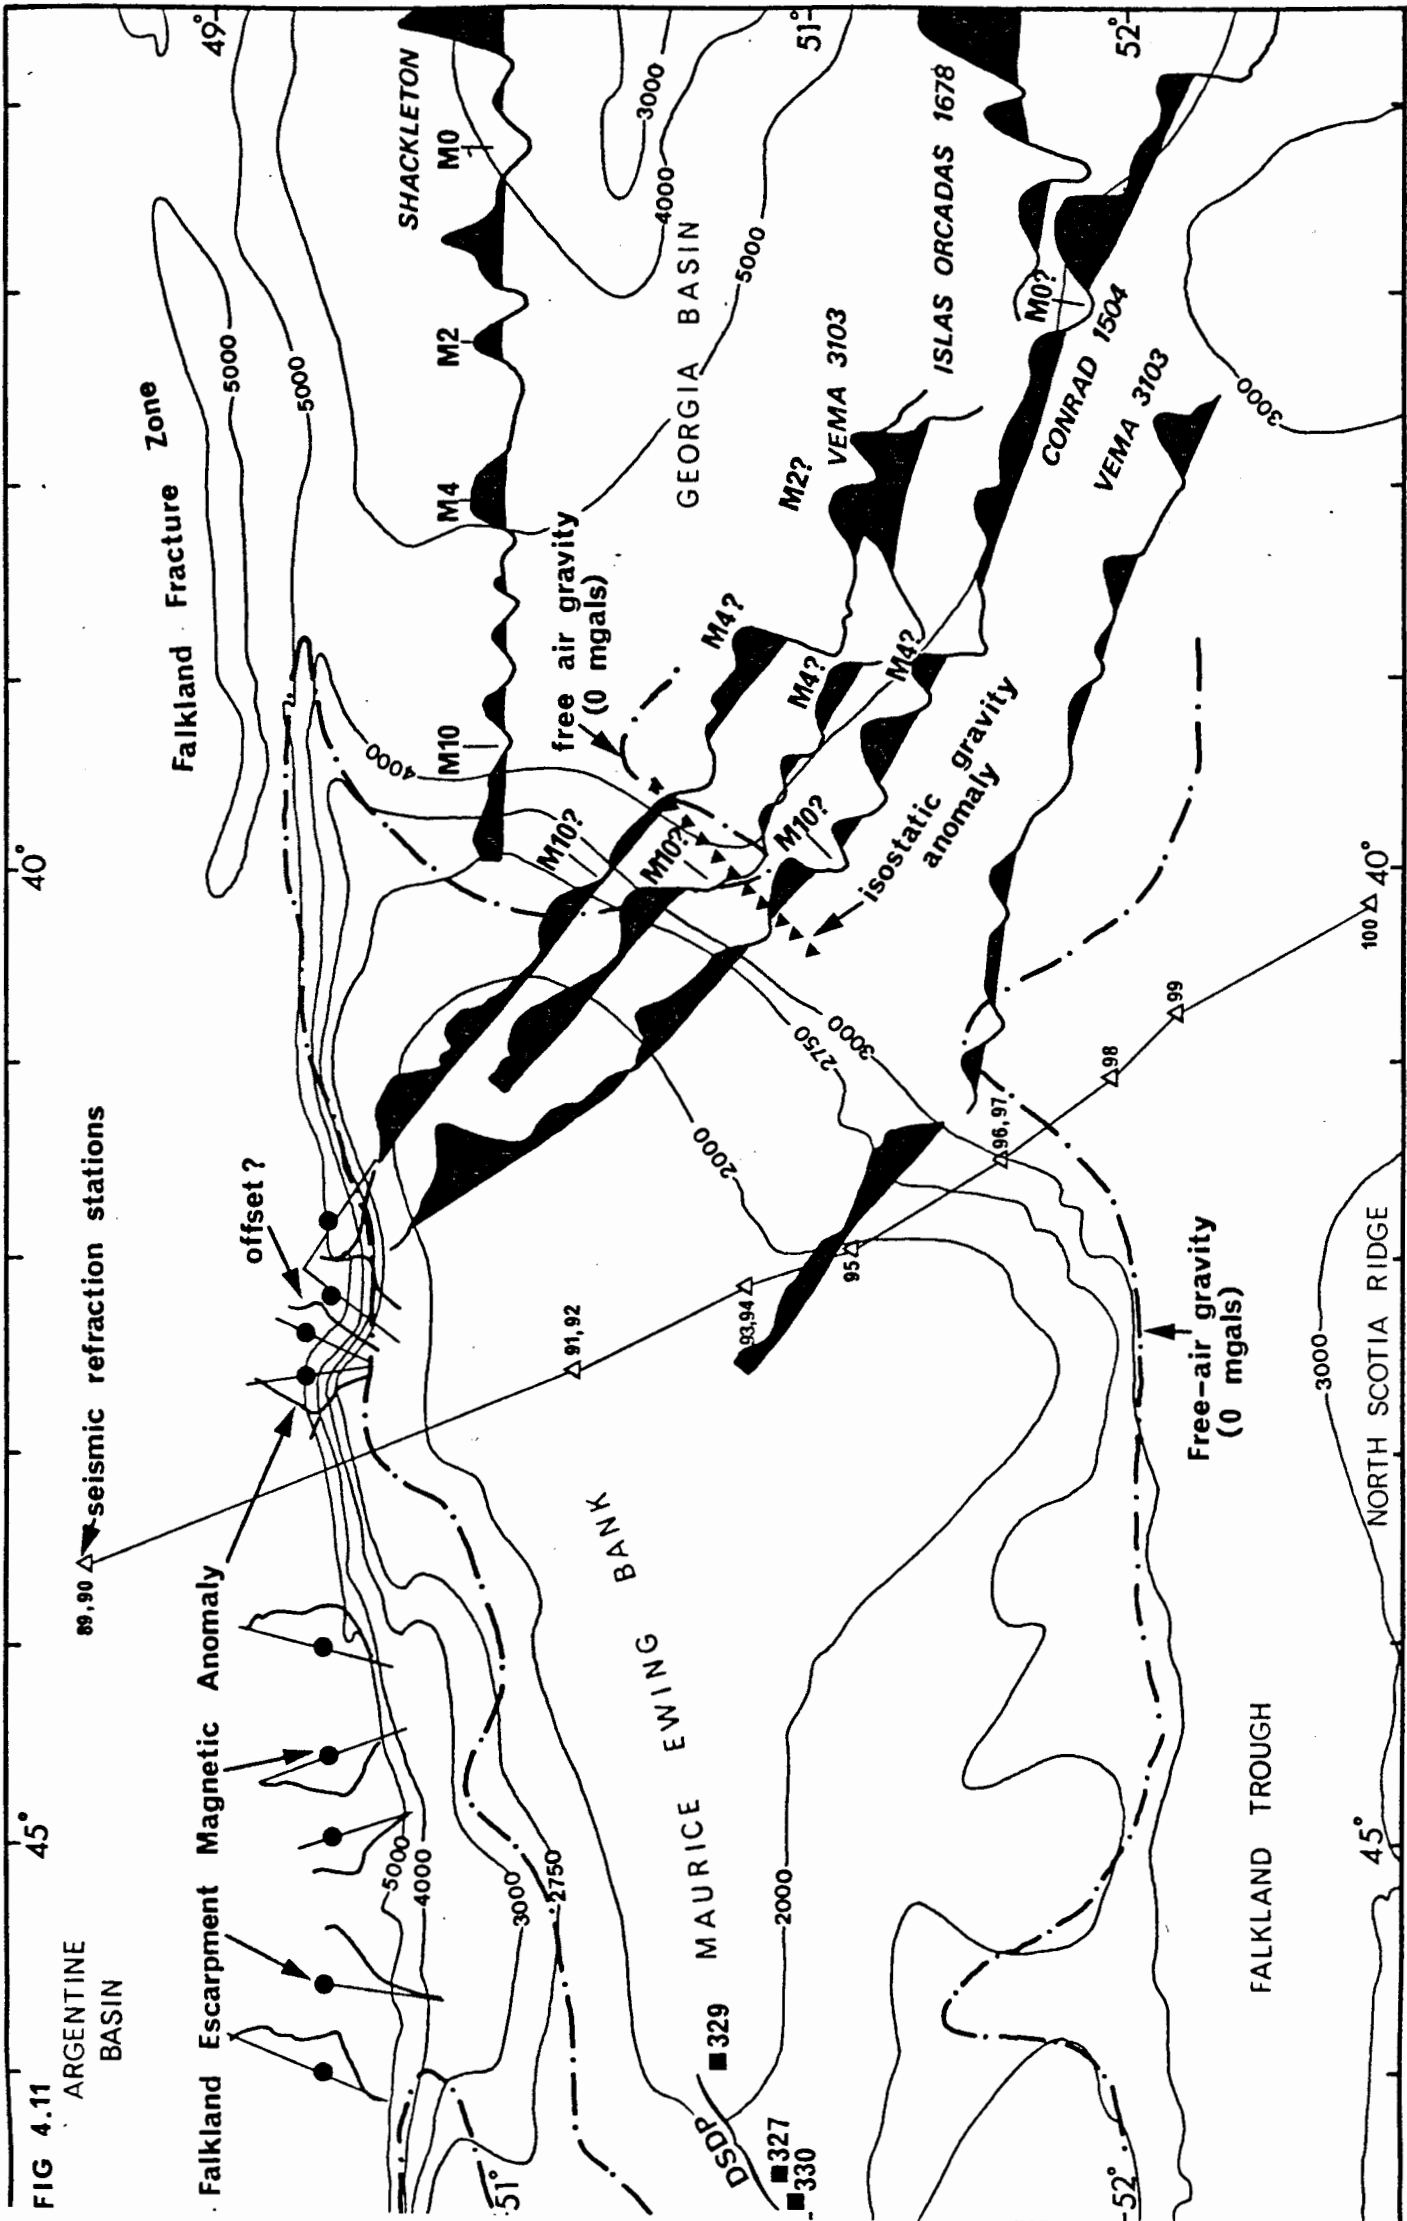 FIG 4.11
ARGENTINE
BASIN
45°
40°
89,90
seismic refraction stations
Falkland Escarpment Magnetic Anomaly
offset ?
Falkland Fracture Zone
49°
5000
5000
5000
4000
3000
2750
51°
SHACKLETON
M10
M4
M2
M0
4000
free air gravity
(0 mgals)
3000
4000
5000
GEORGIA BASIN
51°
M10?
M10?
M10?
M4?
M4?
M4?
M2?
VEMA 3103
ISLAS ORCADAS 1678
M0?
CONRAD 1504
VEMA 3103
52°
3000
isostatic gravity
anomaly
91,92
93,94
95
96,97
98
99
100
2000
2750
3000
MAURICE EWING BANK
2000
DSDP
329
327
330
Free-air gravity
(0 mgals)
52°
FALKLAND TROUGH
3000
NORTH SCOTIA RIDGE
45°
40°